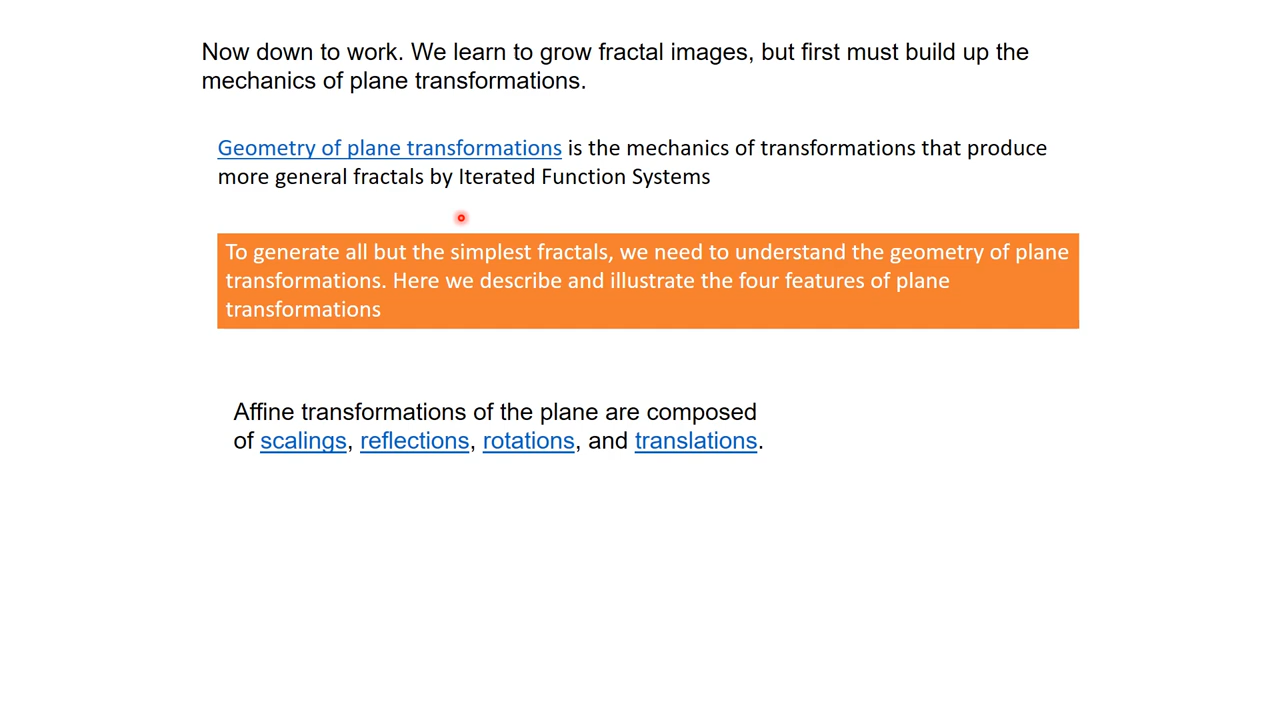 Now down to work. We learn to grow fractal images, but first must build up the
mechanics of plane transformations.
Geometry of plane transformations is the mechanics of transformations that produce
more general fractals by Iterated Function Systems
To generate all but the simplest fractals, we need to understand the geometry of plane
transformations. Here we describe and illustrate the four features of plane
transformations
Affine transformations of the plane are composed
of scalings, reflections, rotations, and translations.